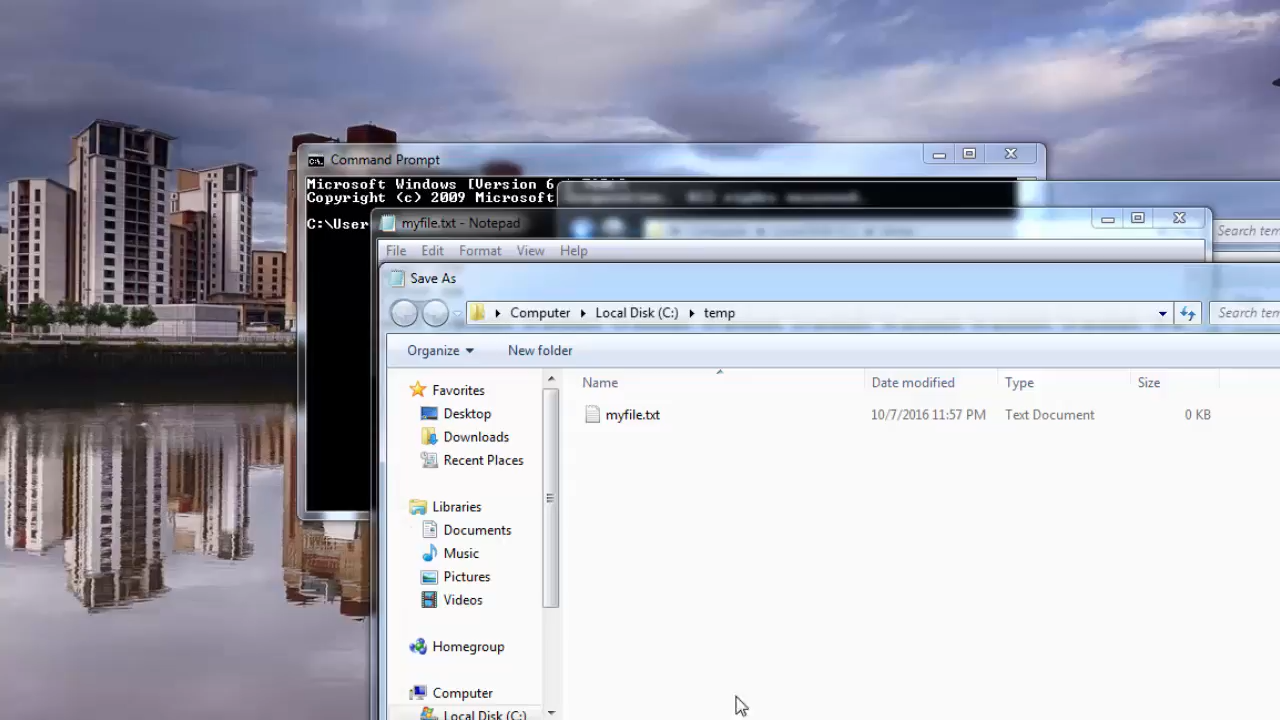 Command Prompt
Microsoft Windows [Version 6
Copyright (c) 2009 Microsoft
C:\User
myfile.txt - Notepad
Search tem
File Edit Format View Help
Save As
Computer Local Disk (C:) temp
Search tem
Organize New folder
Name Date modified Type Size
Favorites
myfile.txt 10/7/2016 11:57 PM Text Document 0 KB
Desktop
Downloads
Recent Places
Libraries
Documents
Music
Pictures
Videos
Homegroup
Computer
Local Disk (C:)